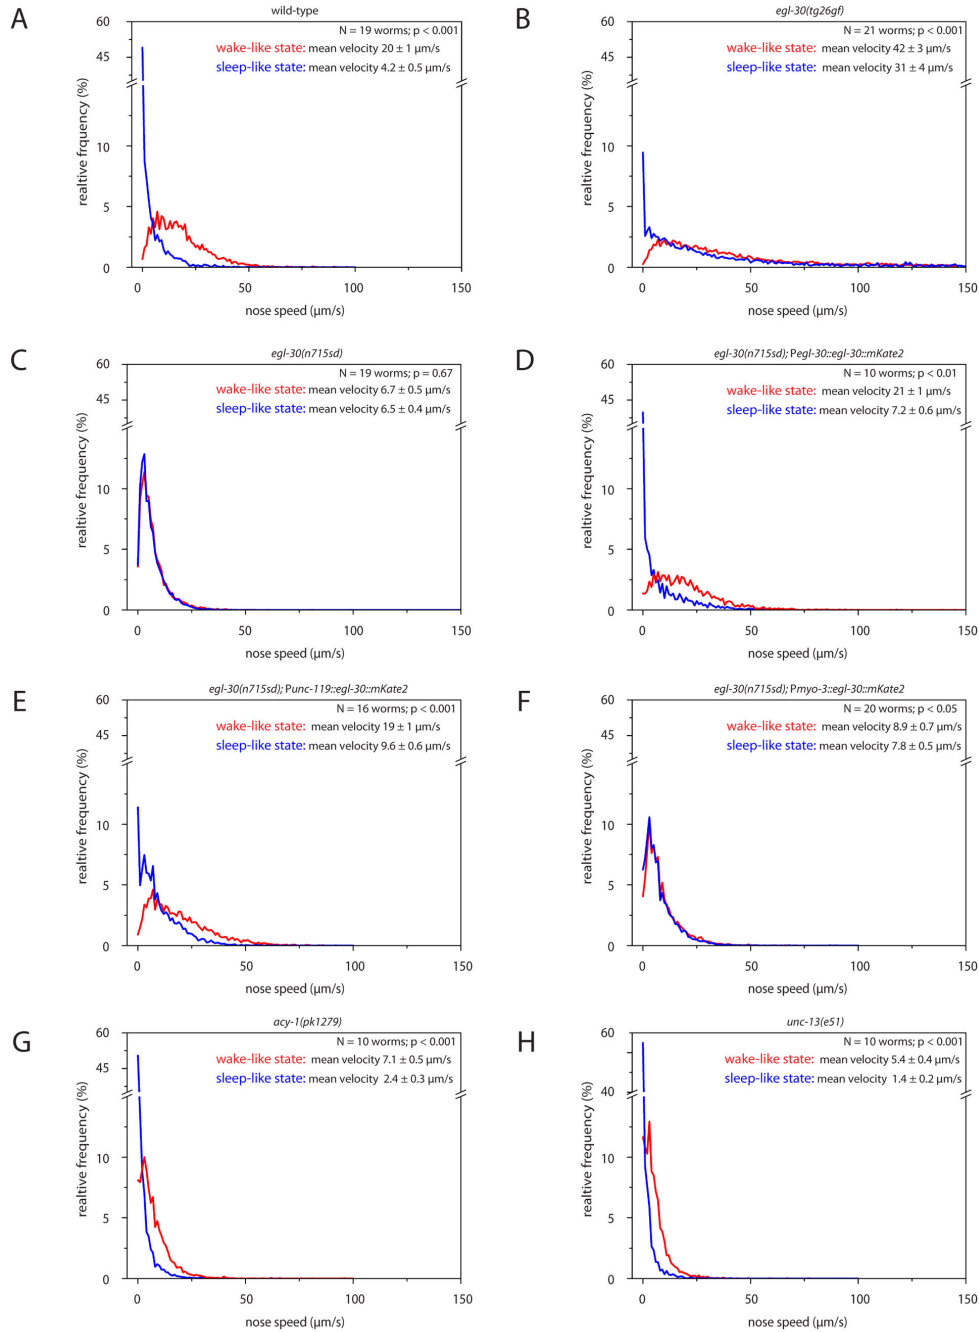 A
wild-type
N = 19 worms; p < 0.001
wake-like state: mean velocity 20 ± 1 µm/s
sleep-like state: mean velocity 4.2 ± 0.5 µm/s
realtive frquency (%)
60
45
10
5
0
0
50
100
150
nose speed (µm/s)
B
egl-30(tg26gf)
N = 21 worms; p < 0.001
wake-like state: mean velocity 42 ± 3 µm/s
sleep-like state: mean velocity 31 ± 4 µm/s
realtive frequency (%)
60
45
10
5
0
0
50
100
150
nose speed (µm/s)
C
egl-30(n715sd)
N = 19 worms; p = 0.67
wake-like state: mean velocity 6.7 ± 0.5 µm/s
sleep-like state: mean velocity 6.5 ± 0.4 µm/s
realtive frequency (%)
60
45
10
5
0
0
50
100
150
nose speed (µm/s)
D
egl-30(n715sd); Pegl-30::egl-30::mKate2
N = 10 worms; p < 0.01
wake-like state: mean velocity 21 ± 1 µm/s
sleep-like state: mean velocity 7.2 ± 0.6 µm/s
realtive frequency (%)
60
45
10
5
0
0
50
100
150
nose speed (µm/s)
E
egl-30(n715sd); Punc-119::egl-30::mKate2
N = 16 worms; p < 0.001
wake-like state: mean velocity 19 ± 1 µm/s
sleep-like state: mean velocity 9.6 ± 0.6 µm/s
realtive frequency (%)
60
45
10
5
0
0
50
100
150
nose speed (µm/s)
F
egl-30(n715sd); Pmyo-3::egl-30::mKate2
N = 20 worms; p < 0.05
wake-like state: mean velocity 8.9 ± 0.7 µm/s
sleep-like state: mean velocity 7.8 ± 0.5 µm/s
realtive frequency (%)
60
45
10
5
0
0
50
100
150
nose speed (µm/s)
G
acy-1(pk1279)
N = 10 worms; p < 0.001
wake-like state: mean velocity 7.1 ± 0.5 µm/s
sleep-like state: mean velocity 2.4 ± 0.3 µm/s
realtive frequency (%)
60
45
10
5
0
0
50
100
150
nose speed (µm/s)
H
unc-13(e51)
N = 10 worms; p < 0.001
wake-like state: mean velocity 5.4 ± 0.4 µm/s
sleep-like state: mean velocity 1.4 ± 0.2 µm/s
realtive frequency (%)
60
40
10
5
0
0
50
100
150
nose speed (µm/s)